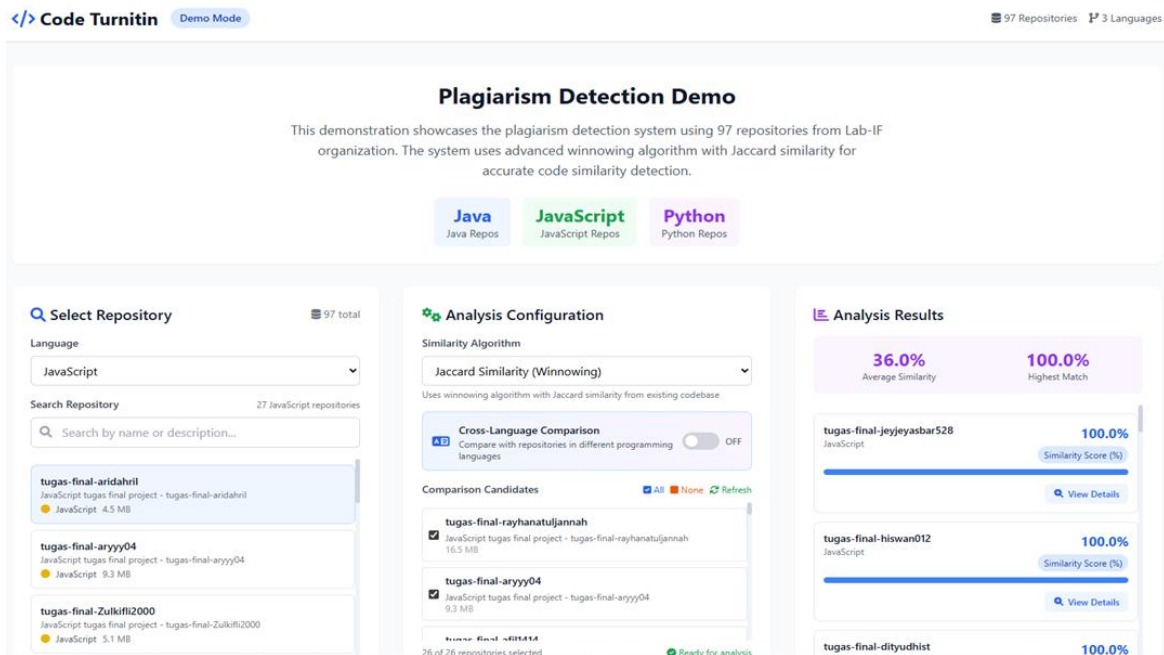 </> Code Turnitin Demo Mode
97 Repositories 3 Languages
Plagiarism Detection Demo
This demonstration showcases the plagiarism detection system using 97 repositories from Lab-IF
organization. The system uses advanced winnowing algorithm with Jaccard similarity for
accurate code similarity detection.
Java
Java Repos
JavaScript
JavaScript Repos
Python
Python Repos
Select Repository 97 total
Language
JavaScript
Search Repository 27 JavaScript repositories
Search by name or description...
tugas-final-aridahril
JavaScript tugas final project - tugas-final-aridahril
JavaScript 4.5 MB
tugas-final-aryyy04
JavaScript tugas final project - tugas-final-aryyy04
JavaScript 9.3 MB
tugas-final-Zulkifli2000
JavaScript tugas final project - tugas-final-Zulkifli2000
JavaScript 5.1 MB
Analysis Configuration
Similarity Algorithm
Jaccard Similarity (Winnowing)
Uses winnowing algorithm with Jaccard similarity from existing codebase
Cross-Language Comparison
Compare with repositories in different programming
languages
OFF
Comparison Candidates All None Refresh
tugas-final-rayhanatuljannah
JavaScript tugas final project - tugas-final-rayhanatuljannah
16.5 MB
tugas-final-aryyy04
JavaScript tugas final project - tugas-final-aryyy04
9.3 MB
tugas-final-afil1414
26 of 26 repositories selected Ready for analysis
Analysis Results
36.0%
Average Similarity
100.0%
Highest Match
tugas-final-jeyjeyasbar528
JavaScript
100.0%
Similarity Score (%)
View Details
tugas-final-hiswan012
JavaScript
100.0%
Similarity Score (%)
View Details
tugas-final-dityudhist
100.0%